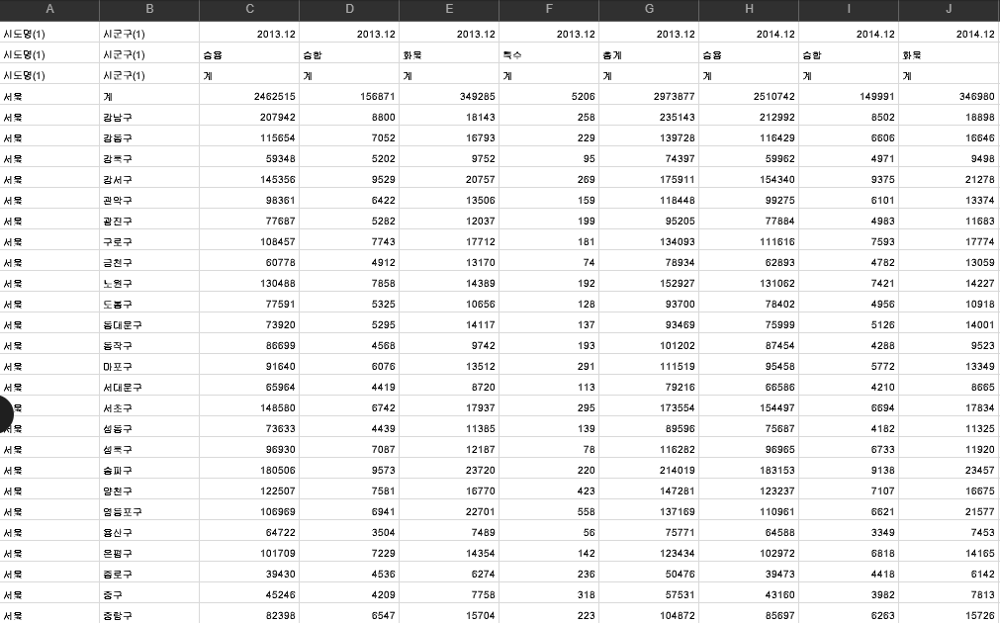 A B C D E F G H I J
시도명(1) 시군구(1) 2013.12 2013.12 2013.12 2013.12 2013.12 2014.12 2014.12 2014.12
시도명(1) 시군구(1) 승용 승합 화물 특수 총계 승용 승합 화물
시도명(1) 시군구(1) 계 계 계 계 계 계 계 계
서울 계 2462515 156871 349285 5206 2973877 2510742 149991 346980
서울 강남구 207942 8800 18143 258 235143 212992 8502 18898
서울 강동구 115654 7052 16793 229 139728 116429 6606 16646
서울 강북구 59348 5202 9752 95 74397 59962 4971 9498
서울 강서구 145356 9529 20757 269 175911 154340 9375 21278
서울 관악구 98361 6422 13506 159 118448 99275 6101 13374
서울 광진구 77687 5282 12037 199 95205 77884 4983 11683
서울 구로구 108457 7743 17712 181 134093 111616 7593 17774
서울 금천구 60778 4912 13170 74 78934 62893 4782 13059
서울 노원구 130488 7858 14389 192 152927 131062 7421 14227
서울 도봉구 77591 5325 10656 128 93700 78402 4956 10918
서울 동대문구 73920 5295 14117 137 93469 75999 5126 14001
서울 동작구 86699 4568 9742 193 101202 87454 4288 9523
서울 마포구 91640 6076 13512 291 111519 95458 5772 13349
서울 서대문구 65964 4419 8720 113 79216 66586 4210 8665
서울 서초구 148580 6742 17937 295 173554 154497 6694 17834
서울 성동구 73633 4439 11385 139 89596 75687 4182 11325
서울 성북구 96930 7087 12187 78 116282 96965 6733 11920
서울 송파구 180506 9573 23720 220 214019 183153 9138 23457
서울 양천구 122507 7581 16770 423 147281 123237 7107 16675
서울 영등포구 106969 6941 22701 558 137169 110961 6621 21577
서울 용산구 64722 3504 7489 56 75771 64588 3349 7453
서울 은평구 101709 7229 14354 142 123434 102972 6818 14165
서울 종로구 39430 4536 6274 236 50476 39473 4418 6142
서울 중구 45246 4209 7758 318 57531 43160 3982 7813
서울 중랑구 82398 6547 15704 223 104872 85697 6263 15726